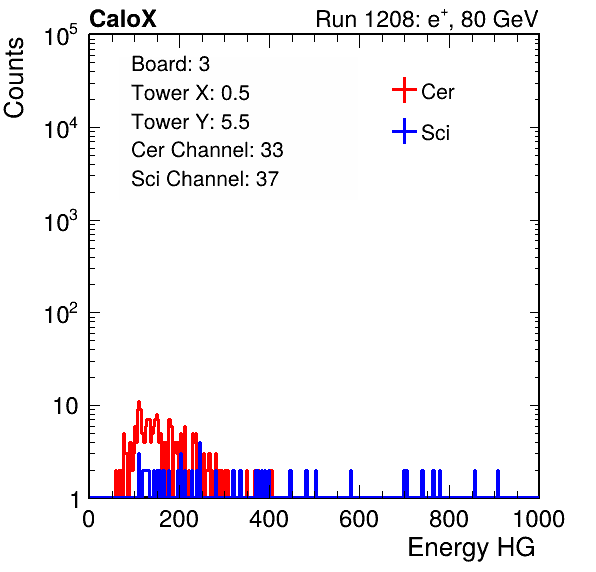 CaloX Run 1208: e⁺, 80 GeV
Counts
10⁵
10⁴
10³
10²
10
1
Board: 3
Tower X: 0.5
Tower Y: 5.5
Cer Channel: 33
Sci Channel: 37
Cer
Sci
0 200 400 600 800 1000
Energy HG